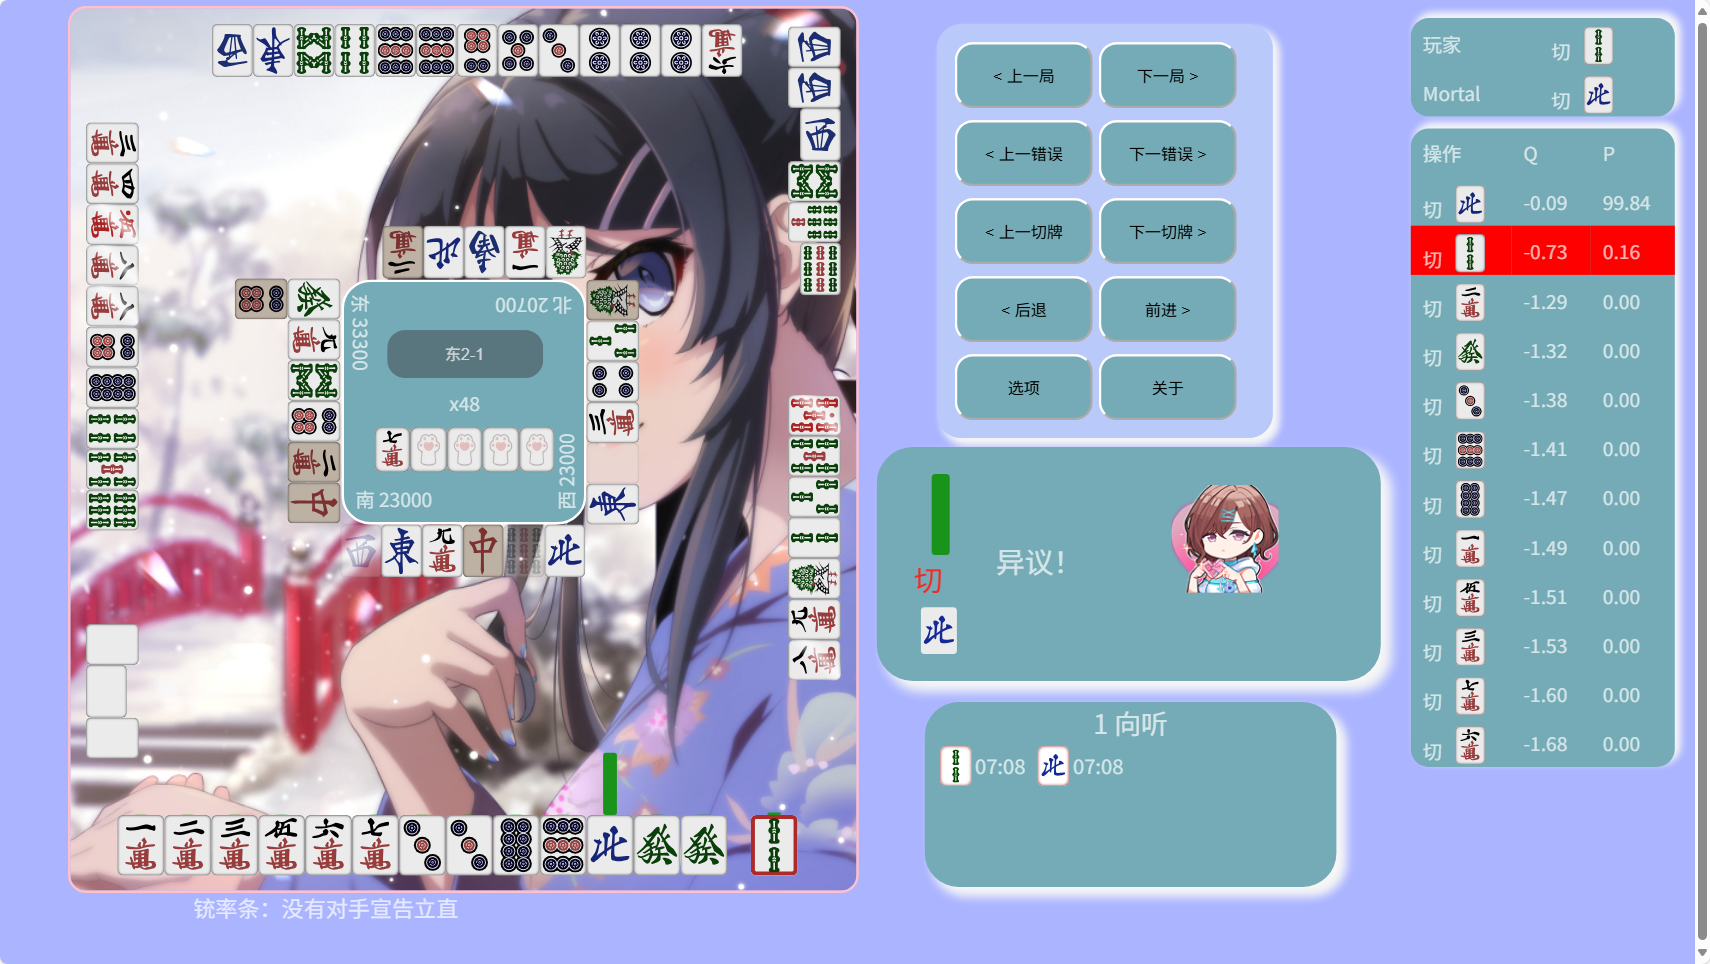 东 33300
北 20700
东2-1
x48
南 23000
西 23000
铳率条：没有对手宣告立直
< 上一局
下一局 >
< 上一错误
下一错误 >
< 上一切牌
下一切牌 >
< 后退
前进 >
选项
关于
切
异议！
1 向听
07:08 07:08
玩家 切
Mortal 切
操作 Q P
切 -0.09 99.84
切 -0.73 0.16
切 -1.29 0.00
切 -1.32 0.00
切 -1.38 0.00
切 -1.41 0.00
切 -1.47 0.00
切 -1.49 0.00
切 -1.51 0.00
切 -1.53 0.00
切 -1.60 0.00
切 -1.68 0.00